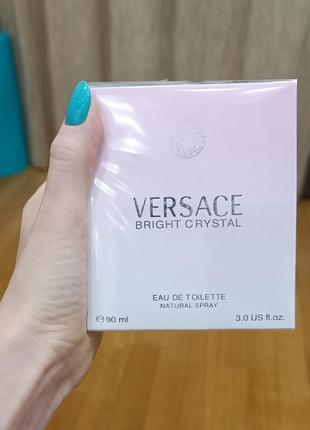 VERSACE
BRIGHT CRYSTAL
EAU DE TOILETTE
NATURAL SPRAY
℮ 90 ml 3.0 US fl.oz.